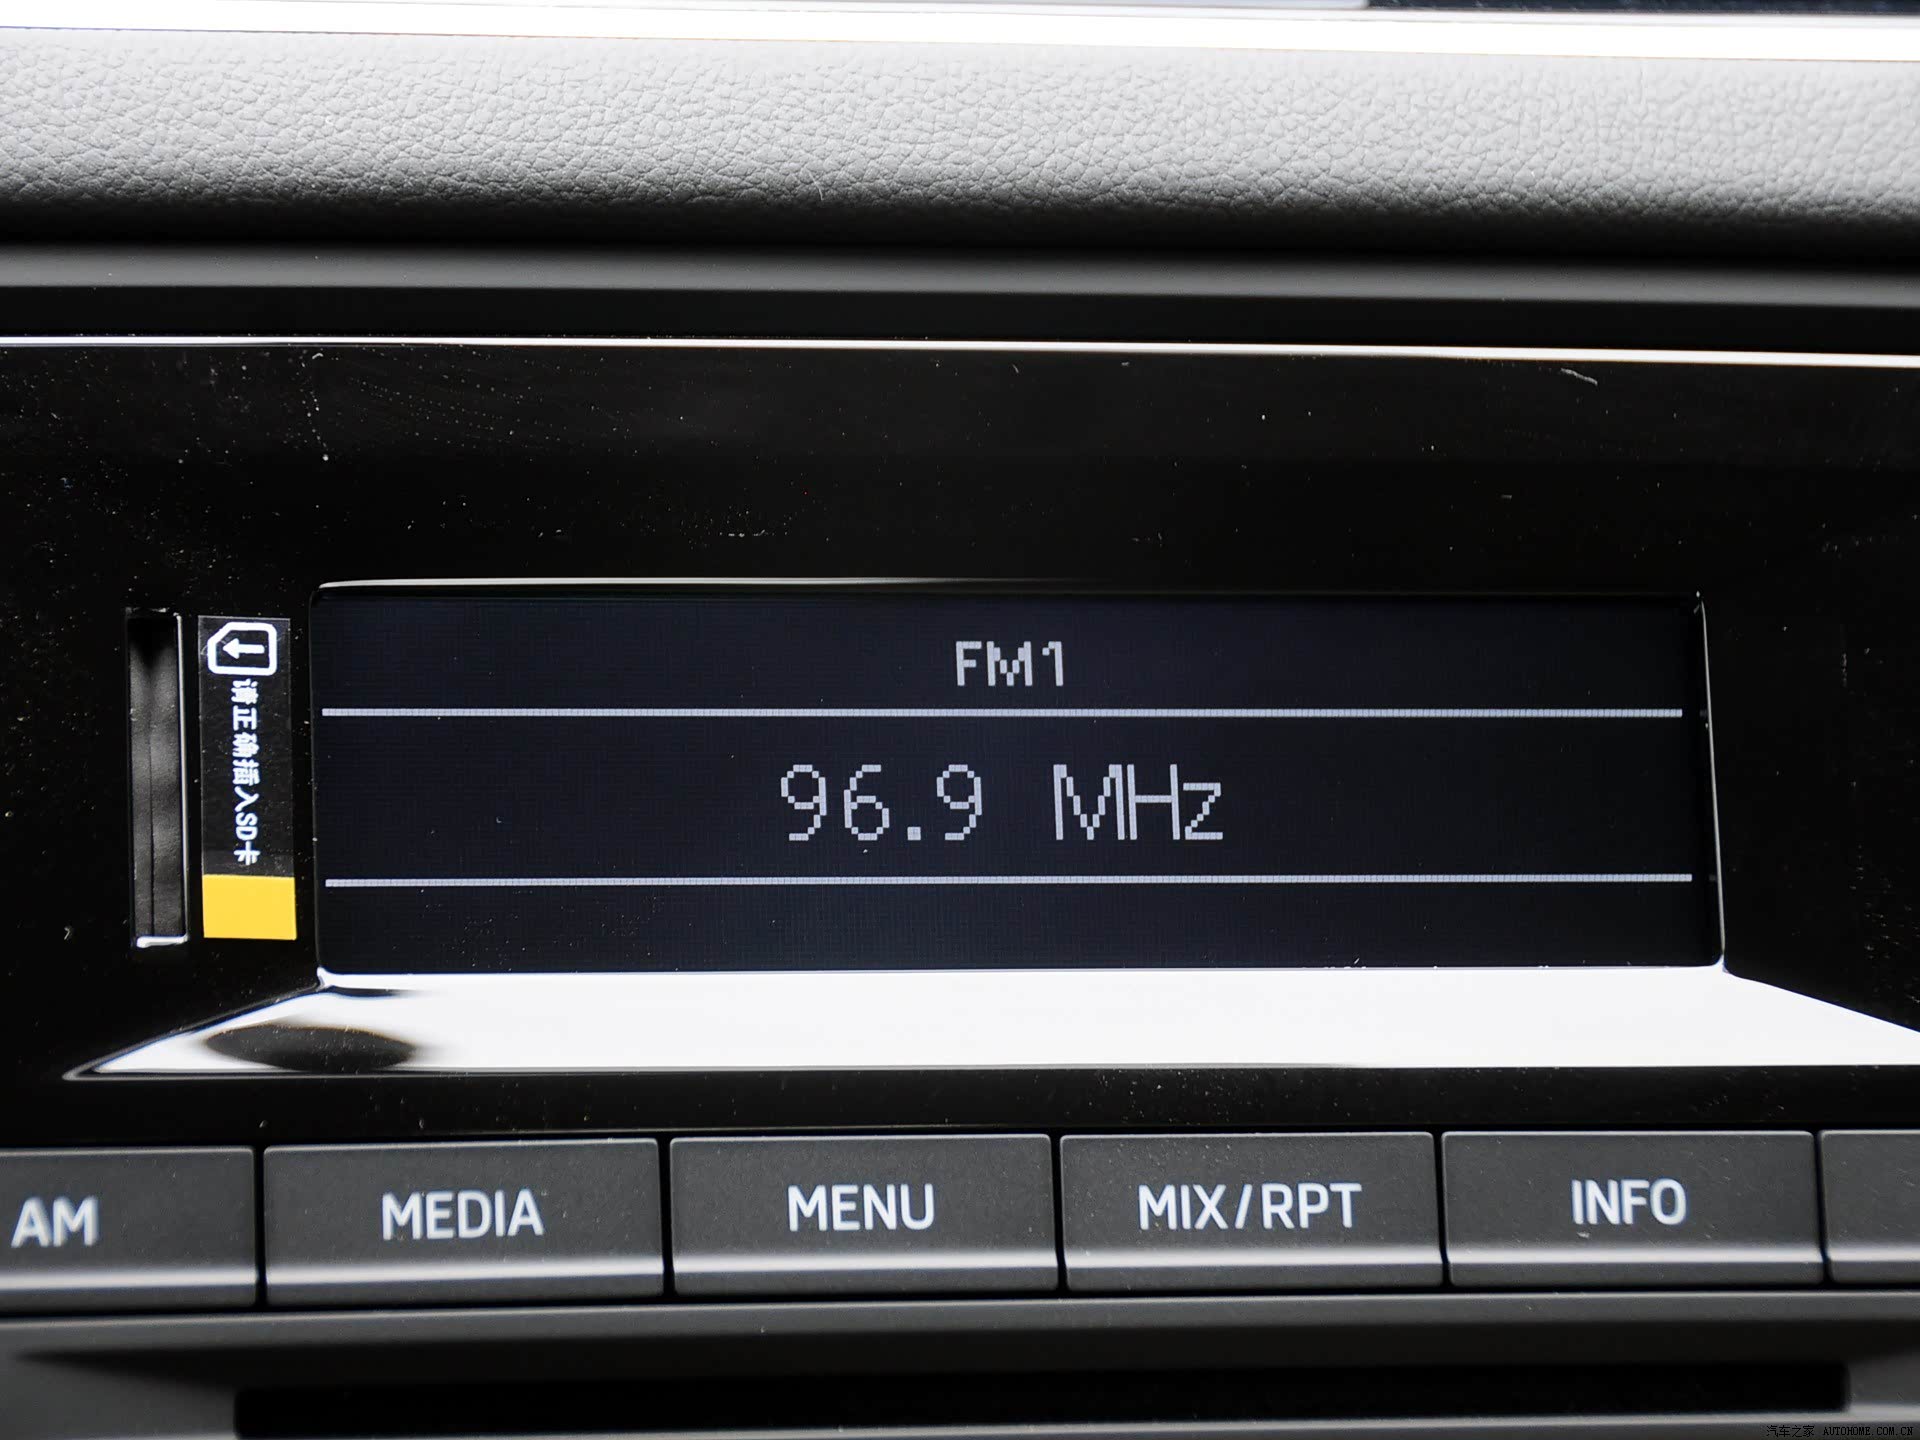 FM1
96.9 MHz
请正确插入SD卡
AM
MEDIA
MENU
MIX/RPT
INFO
汽车之家 AUTOHOME.COM.CN